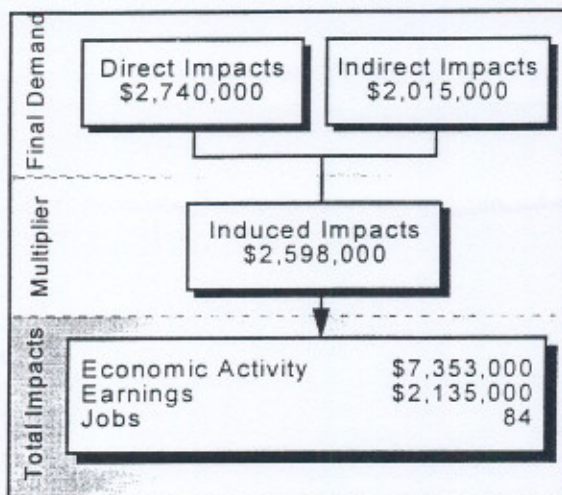 Final Demand
Direct Impacts
$2,740,000
Indirect Impacts
$2,015,000
Multiplier
Induced Impacts
$2,598,000
Total Impacts
Economic Activity $7,353,000
Earnings $2,135,000
Jobs 84